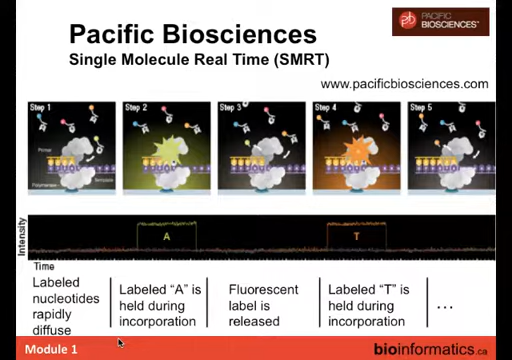 Pacific Biosciences
Single Molecule Real Time (SMRT)
PACIFIC
BIOSCIENCES™
www.pacificbiosciences.com
Step 1
Step 2
Step 3
Step 4
Step 5
Primer
Template
Polymerase
Intensity
A
T
Time
Labeled
nucleotides
rapidly
diffuse
Labeled “A” is
held during
incorporation
Fluorescent
label is
released
Labeled “T” is
held during
incorporation
...
Module 1
bioinformatics.ca